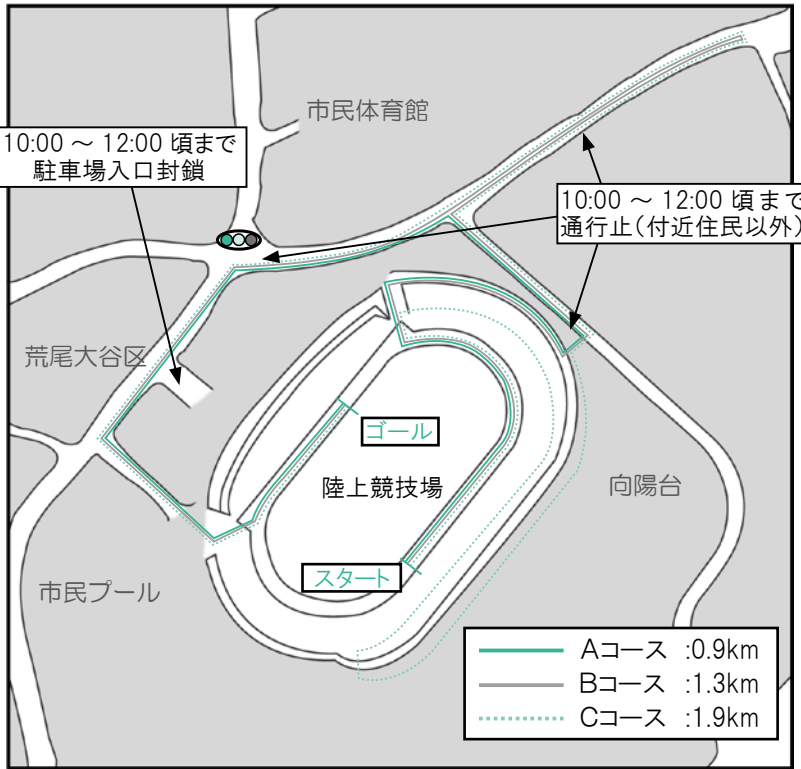 市民体育館
10:00 ～ 12:00 頃まで
駐車場入口封鎖
10:00 ～ 12:00 頃まで
通行止(付近住民以外)
荒尾大谷区
ゴール
陸上競技場
向陽台
スタート
市民プール
Aコース :0.9km
Bコース :1.3km
Cコース :1.9km